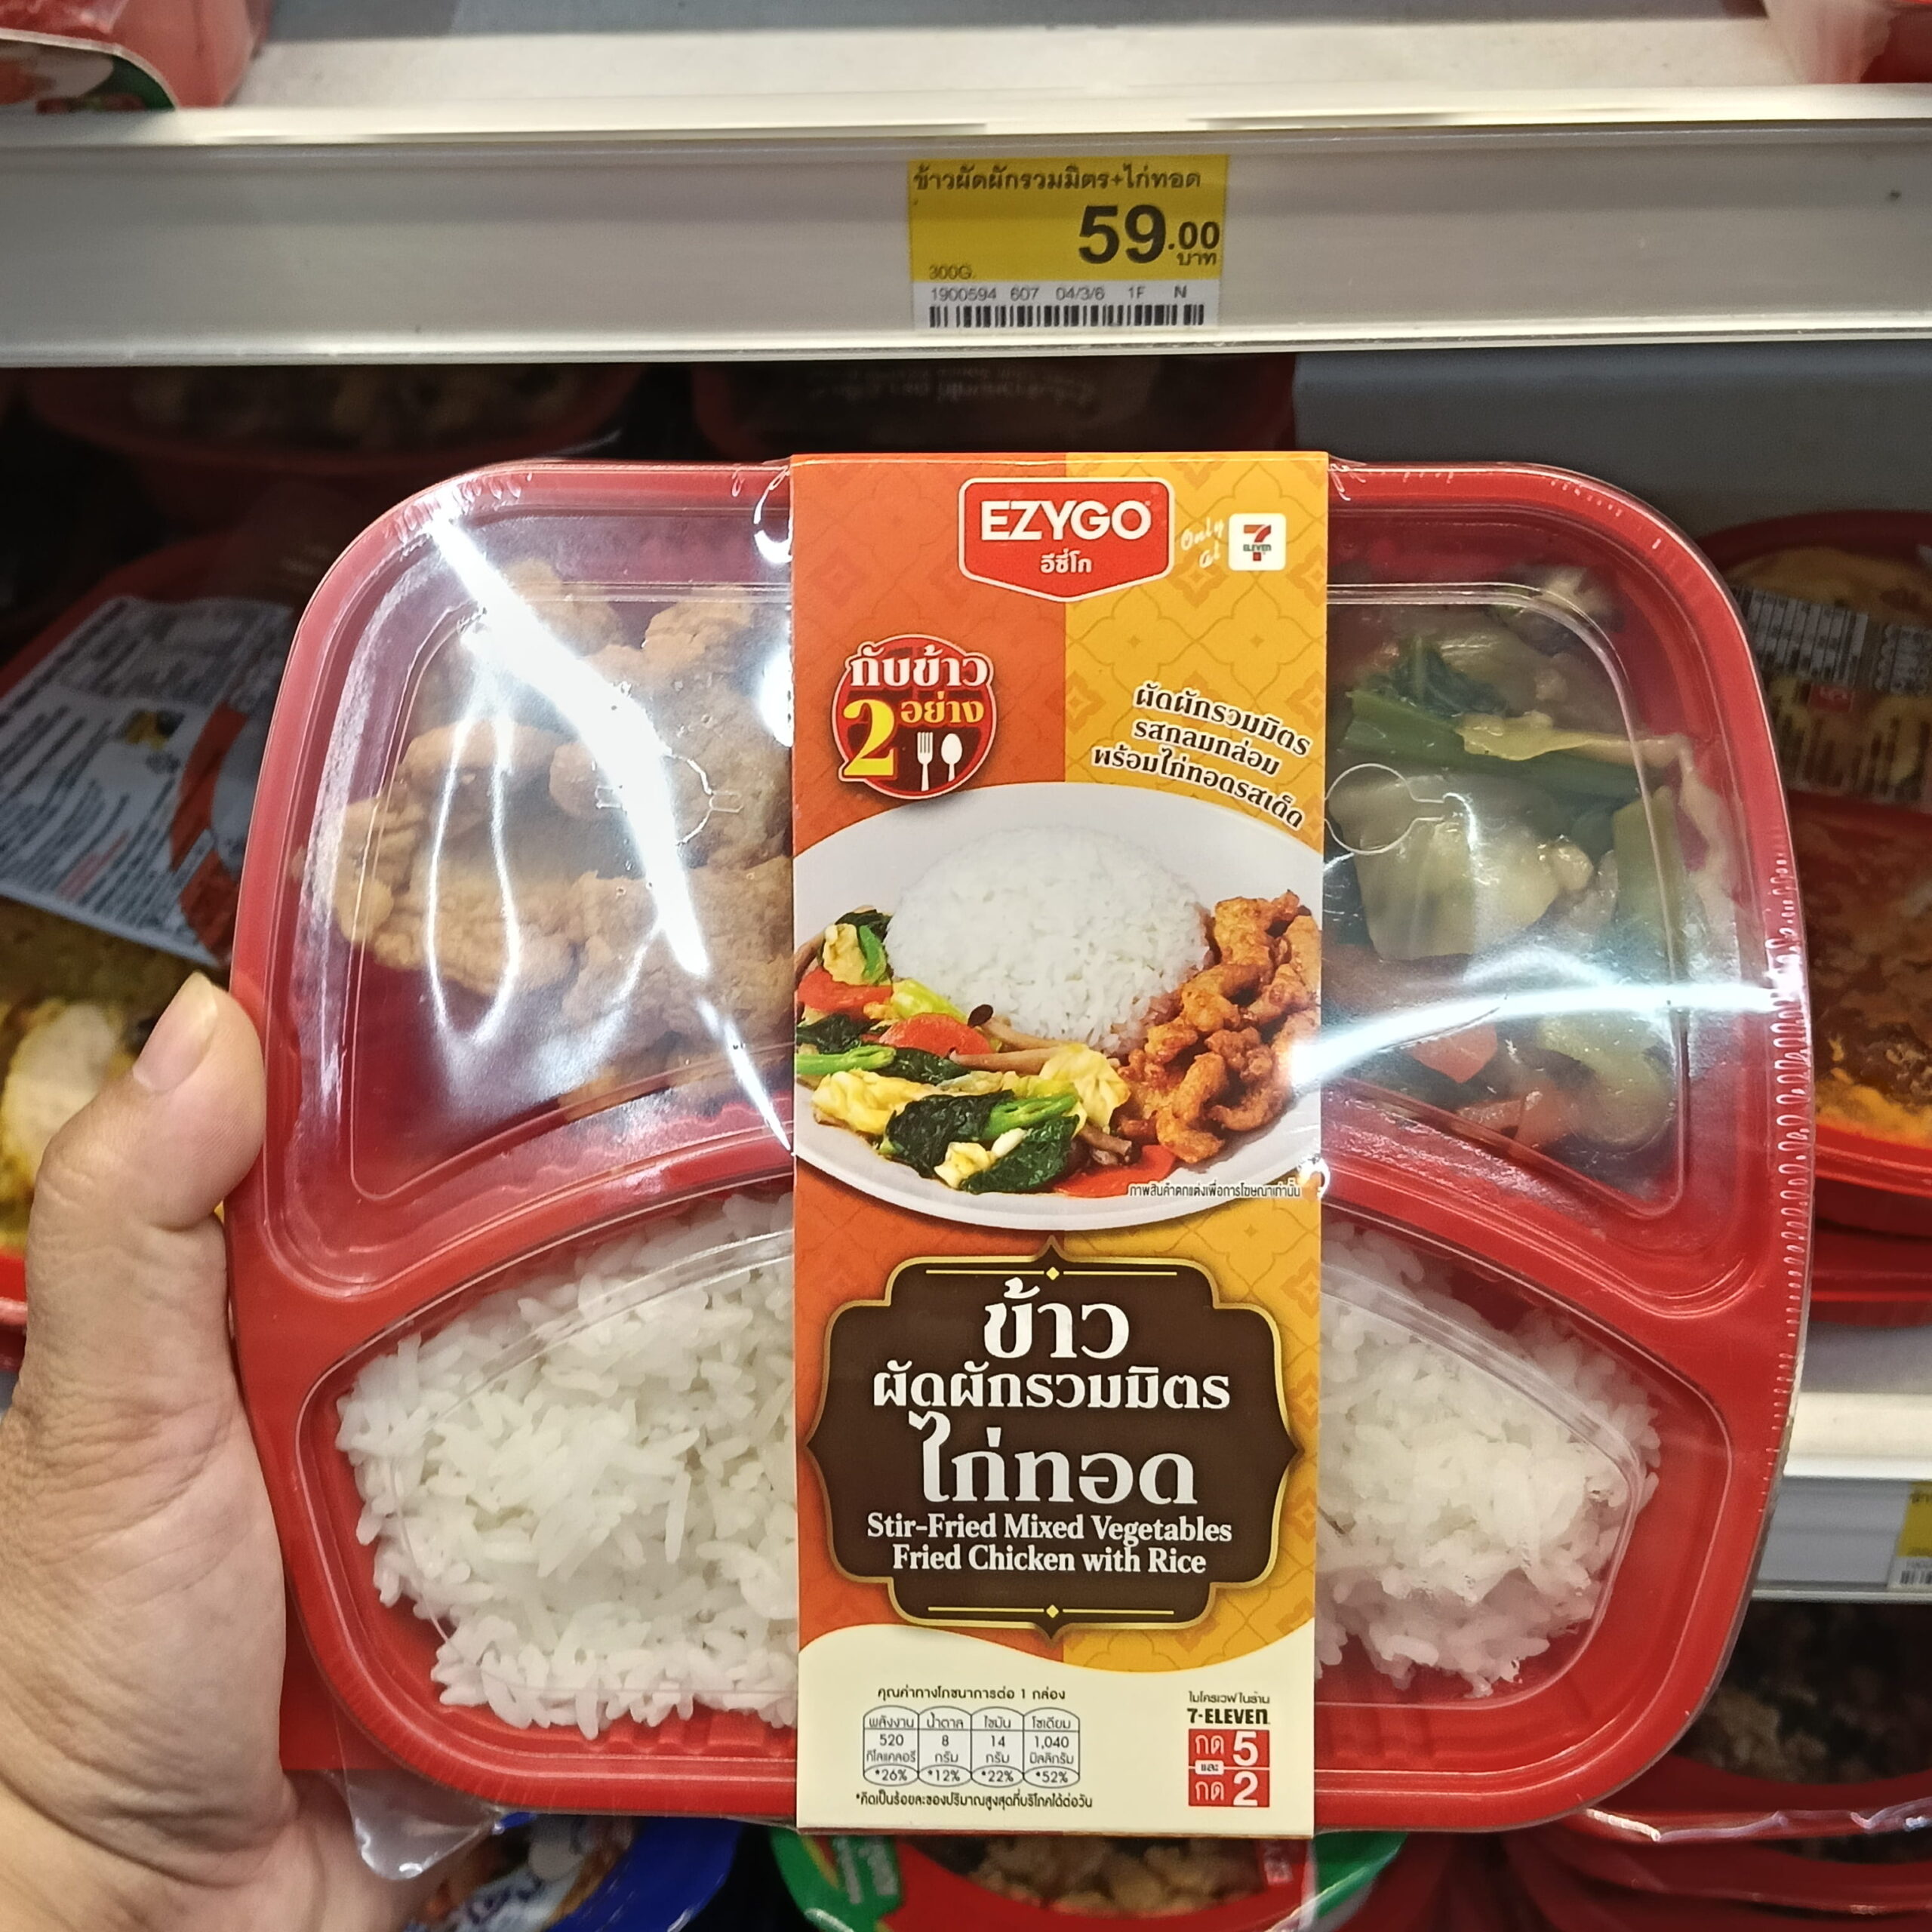 ข้าวผัดผักรวมมิตร+ไก่ทอด
59.00
บาท
300G.
1900594 607 04/3/6 1F N
EZYGO
อีซี่โก
Only
at
7
ELEVEN
กับข้าว
2 อย่าง
ผัดผักรวมมิตร
รสกลมกล่อม
พร้อมไก่ทอดรสเด็ด
ภาพสินค้าตกแต่งเพื่อการโฆษณาเท่านั้น
ข้าว
ผัดผักรวมมิตร
ไก่ทอด
Stir-Fried Mixed Vegetables
Fried Chicken with Rice
คุณค่าทางโภชนาการต่อ 1 กล่อง
พลังงาน น้ำตาล ไขมัน โซเดียม
520 8 14 1,040
กิโลแคลอรี กรัม กรัม มิลลิกรัม
*26% *12% *22% *52%
*คิดเป็นร้อยละของปริมาณสูงสุดที่บริโภคได้ต่อวัน
ไมโครเวฟในร้าน
7-ELEVEN
กด 5
และ
กด 2